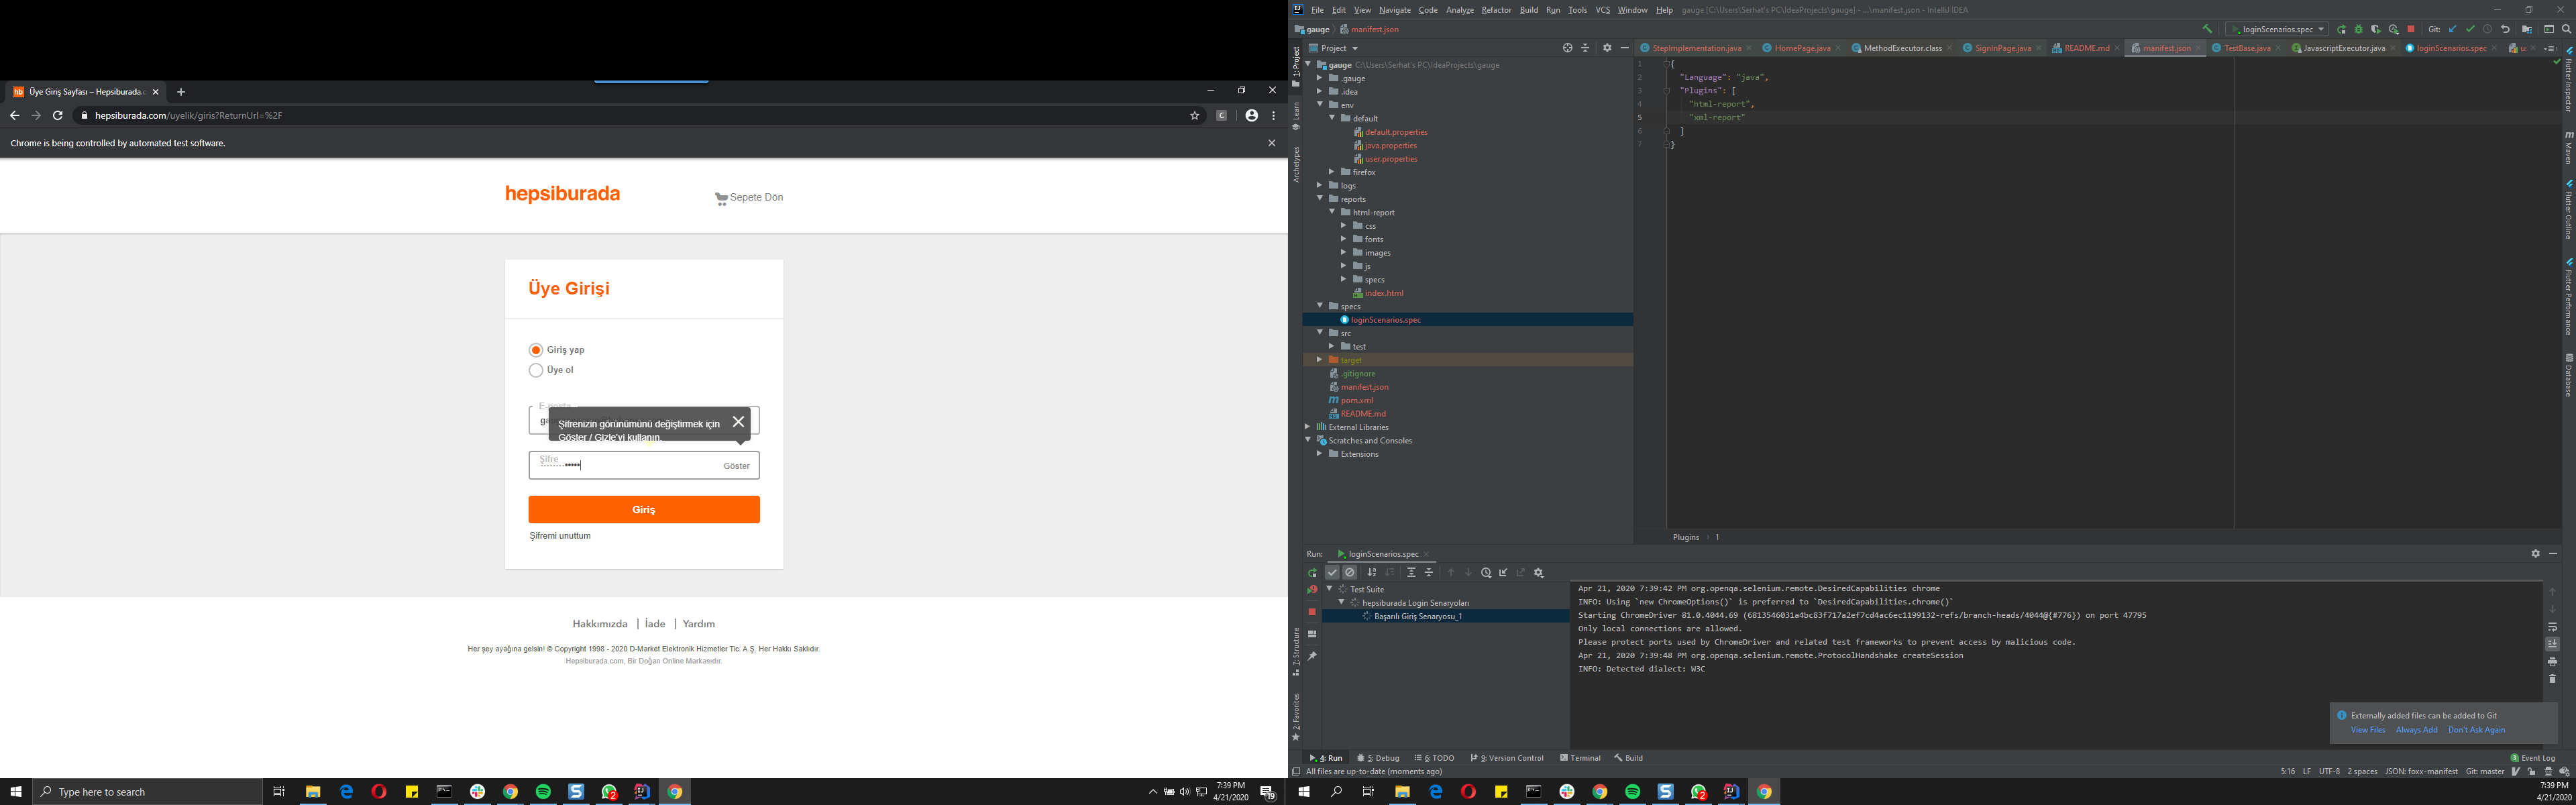 Üye Giriş Sayfası – Hepsiburada.c
hepsiburada.com/uyelik/giris?ReturnUrl=%2F
Chrome is being controlled by automated test software.
hepsiburada
Sepete Dön
Üye Girişi
Giriş yap
Üye ol
E-posta
Şifrenizin görünümünü değiştirmek için
Göster / Gizle'yi kullanın.
Şifre
Göster
Giriş
Şifremi unuttum
Hakkımızda | İade | Yardım
Her şey ayağına gelsin! © Copyright 1998 - 2020 D-Market Elektronik Hizmetler Tic. A.Ş. Her Hakkı Saklıdır.
Hepsiburada.com, Bir Doğan Online Markasıdır.
Type here to search
7:39 PM
4/21/2020
File Edit View Navigate Code Analyze Refactor Build Run Tools VCS Window Help gauge [C:\Users\Serhat's PC\IdeaProjects\gauge] - ...\manifest.json - IntelliJ IDEA
gauge manifest.json
loginScenarios.spec
Git:
Project
StepImplementation.java HomePage.java MethodExecutor.class SignInPage.java README.md manifest.json TestBase.java JavascriptExecutor.java loginScenarios.spec
1: Project
Learn
Archetypes
7: Structure
2: Favorites
gauge C:\Users\Serhat's PC\IdeaProjects\gauge
.gauge
.idea
env
default
default.properties
java.properties
user.properties
firefox
logs
reports
html-report
css
fonts
images
js
specs
index.html
specs
loginScenarios.spec
src
test
target
.gitignore
manifest.json
pom.xml
README.md
External Libraries
Scratches and Consoles
Extensions
1 {
2 "Language": "java",
3 "Plugins": [
4 "html-report",
5 "xml-report"
6 ]
7 }
Plugins › 1
Flutter Inspector
Maven
Flutter Outline
Flutter Performance
Database
Run: loginScenarios.spec
Test Suite
hepsiburada Login Senaryoları
Başarılı Giriş Senaryosu_1
Apr 21, 2020 7:39:42 PM org.openqa.selenium.remote.DesiredCapabilities chrome
INFO: Using `new ChromeOptions()` is preferred to `DesiredCapabilities.chrome()`
Starting ChromeDriver 81.0.4044.69 (6813546031a4bc83f717a2ef7cd4ac6ec1199132-refs/branch-heads/4044@{#776}) on port 47795
Only local connections are allowed.
Please protect ports used by ChromeDriver and related test frameworks to prevent access by malicious code.
Apr 21, 2020 7:39:48 PM org.openqa.selenium.remote.ProtocolHandshake createSession
INFO: Detected dialect: W3C
Externally added files can be added to Git
View Files Always Add Don't Ask Again
4: Run 5: Debug 6: TODO 9: Version Control Terminal Build
Event Log
All files are up-to-date (moments ago)
5:16 LF UTF-8 2 spaces JSON: foxx-manifest Git: master
7:39 PM
4/21/2020